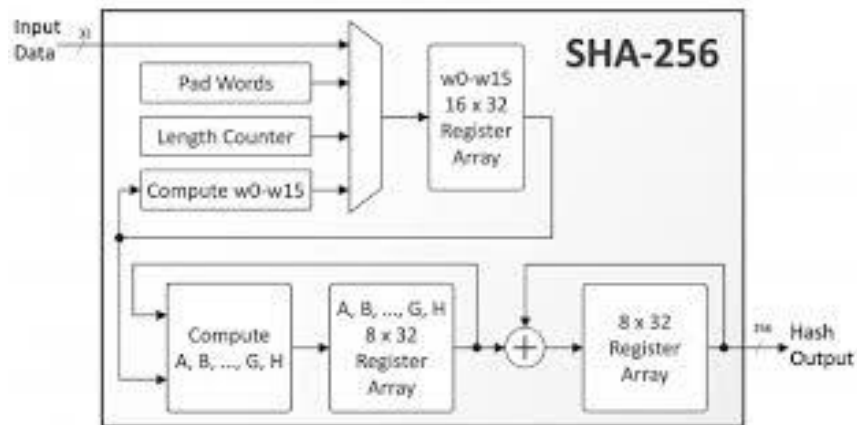 Input
Data
32
SHA-256
Pad Words
Length Counter
Compute w0-w15
w0-w15
16 x 32
Register
Array
Compute
A, B, ..., G, H
A, B, ..., G, H
8 x 32
Register
Array
8 x 32
Register
Array
256
Hash
Output